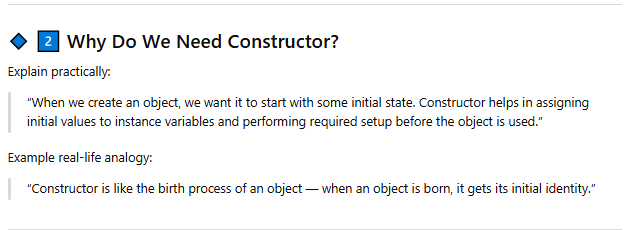 2 Why Do We Need Constructor?
Explain practically:
"When we create an object, we want it to start with some initial state. Constructor helps in assigning
initial values to instance variables and performing required setup before the object is used."
Example real-life analogy:
"Constructor is like the birth process of an object — when an object is born, it gets its initial identity."